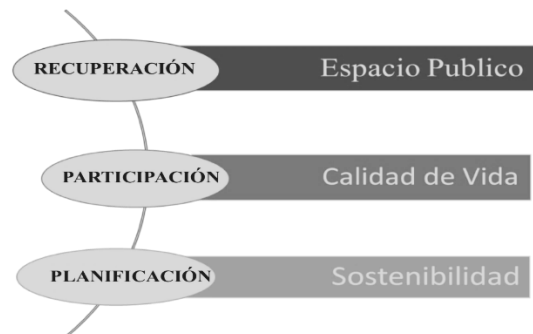 RECUPERACIÓN Espacio Publico
PARTICIPACIÓN Calidad de Vida
PLANIFICACIÓN Sostenibilidad